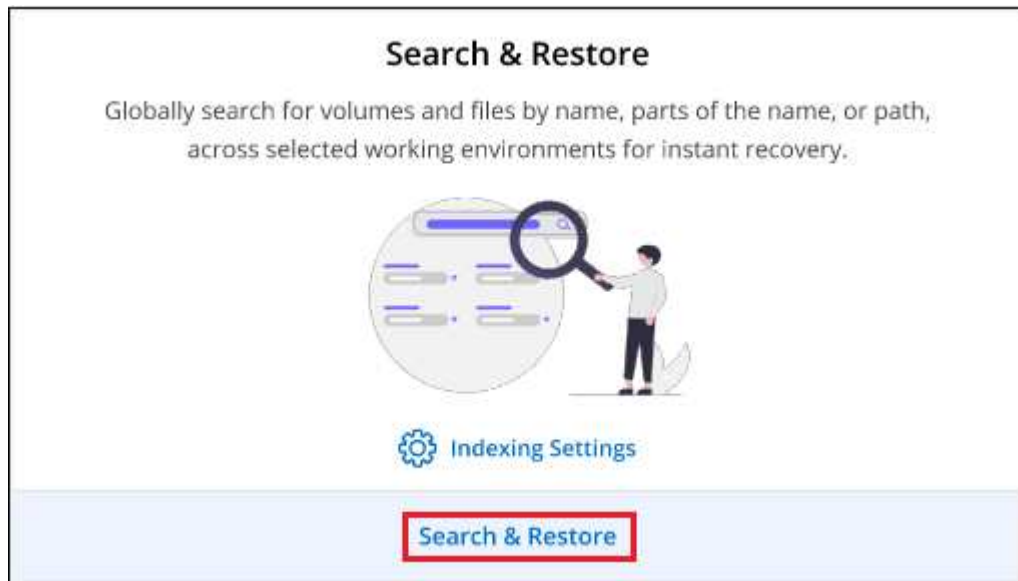 Search & Restore
Globally search for volumes and files by name, parts of the name, or path,
across selected working environments for instant recovery.
Indexing Settings
Search & Restore